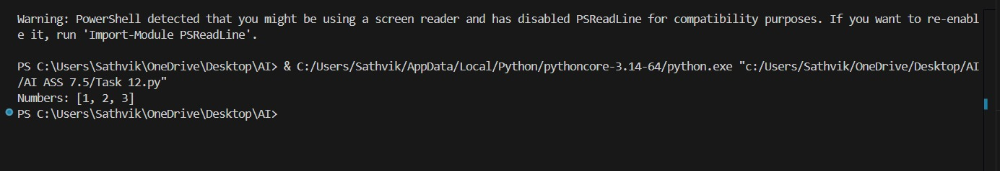 Warning: PowerShell detected that you might be using a screen reader and has disabled PSReadLine for compatibility purposes. If you want to re-enabl
e it, run 'Import-Module PSReadLine'.
PS C:\Users\Sathvik\OneDrive\Desktop\AI> & C:/Users/Sathvik/AppData/Local/Python/pythoncore-3.14-64/python.exe "c:/Users/Sathvik/OneDrive/Desktop/AI
/AI ASS 7.5/Task 12.py"
Numbers: [1, 2, 3]
PS C:\Users\Sathvik\OneDrive\Desktop\AI>